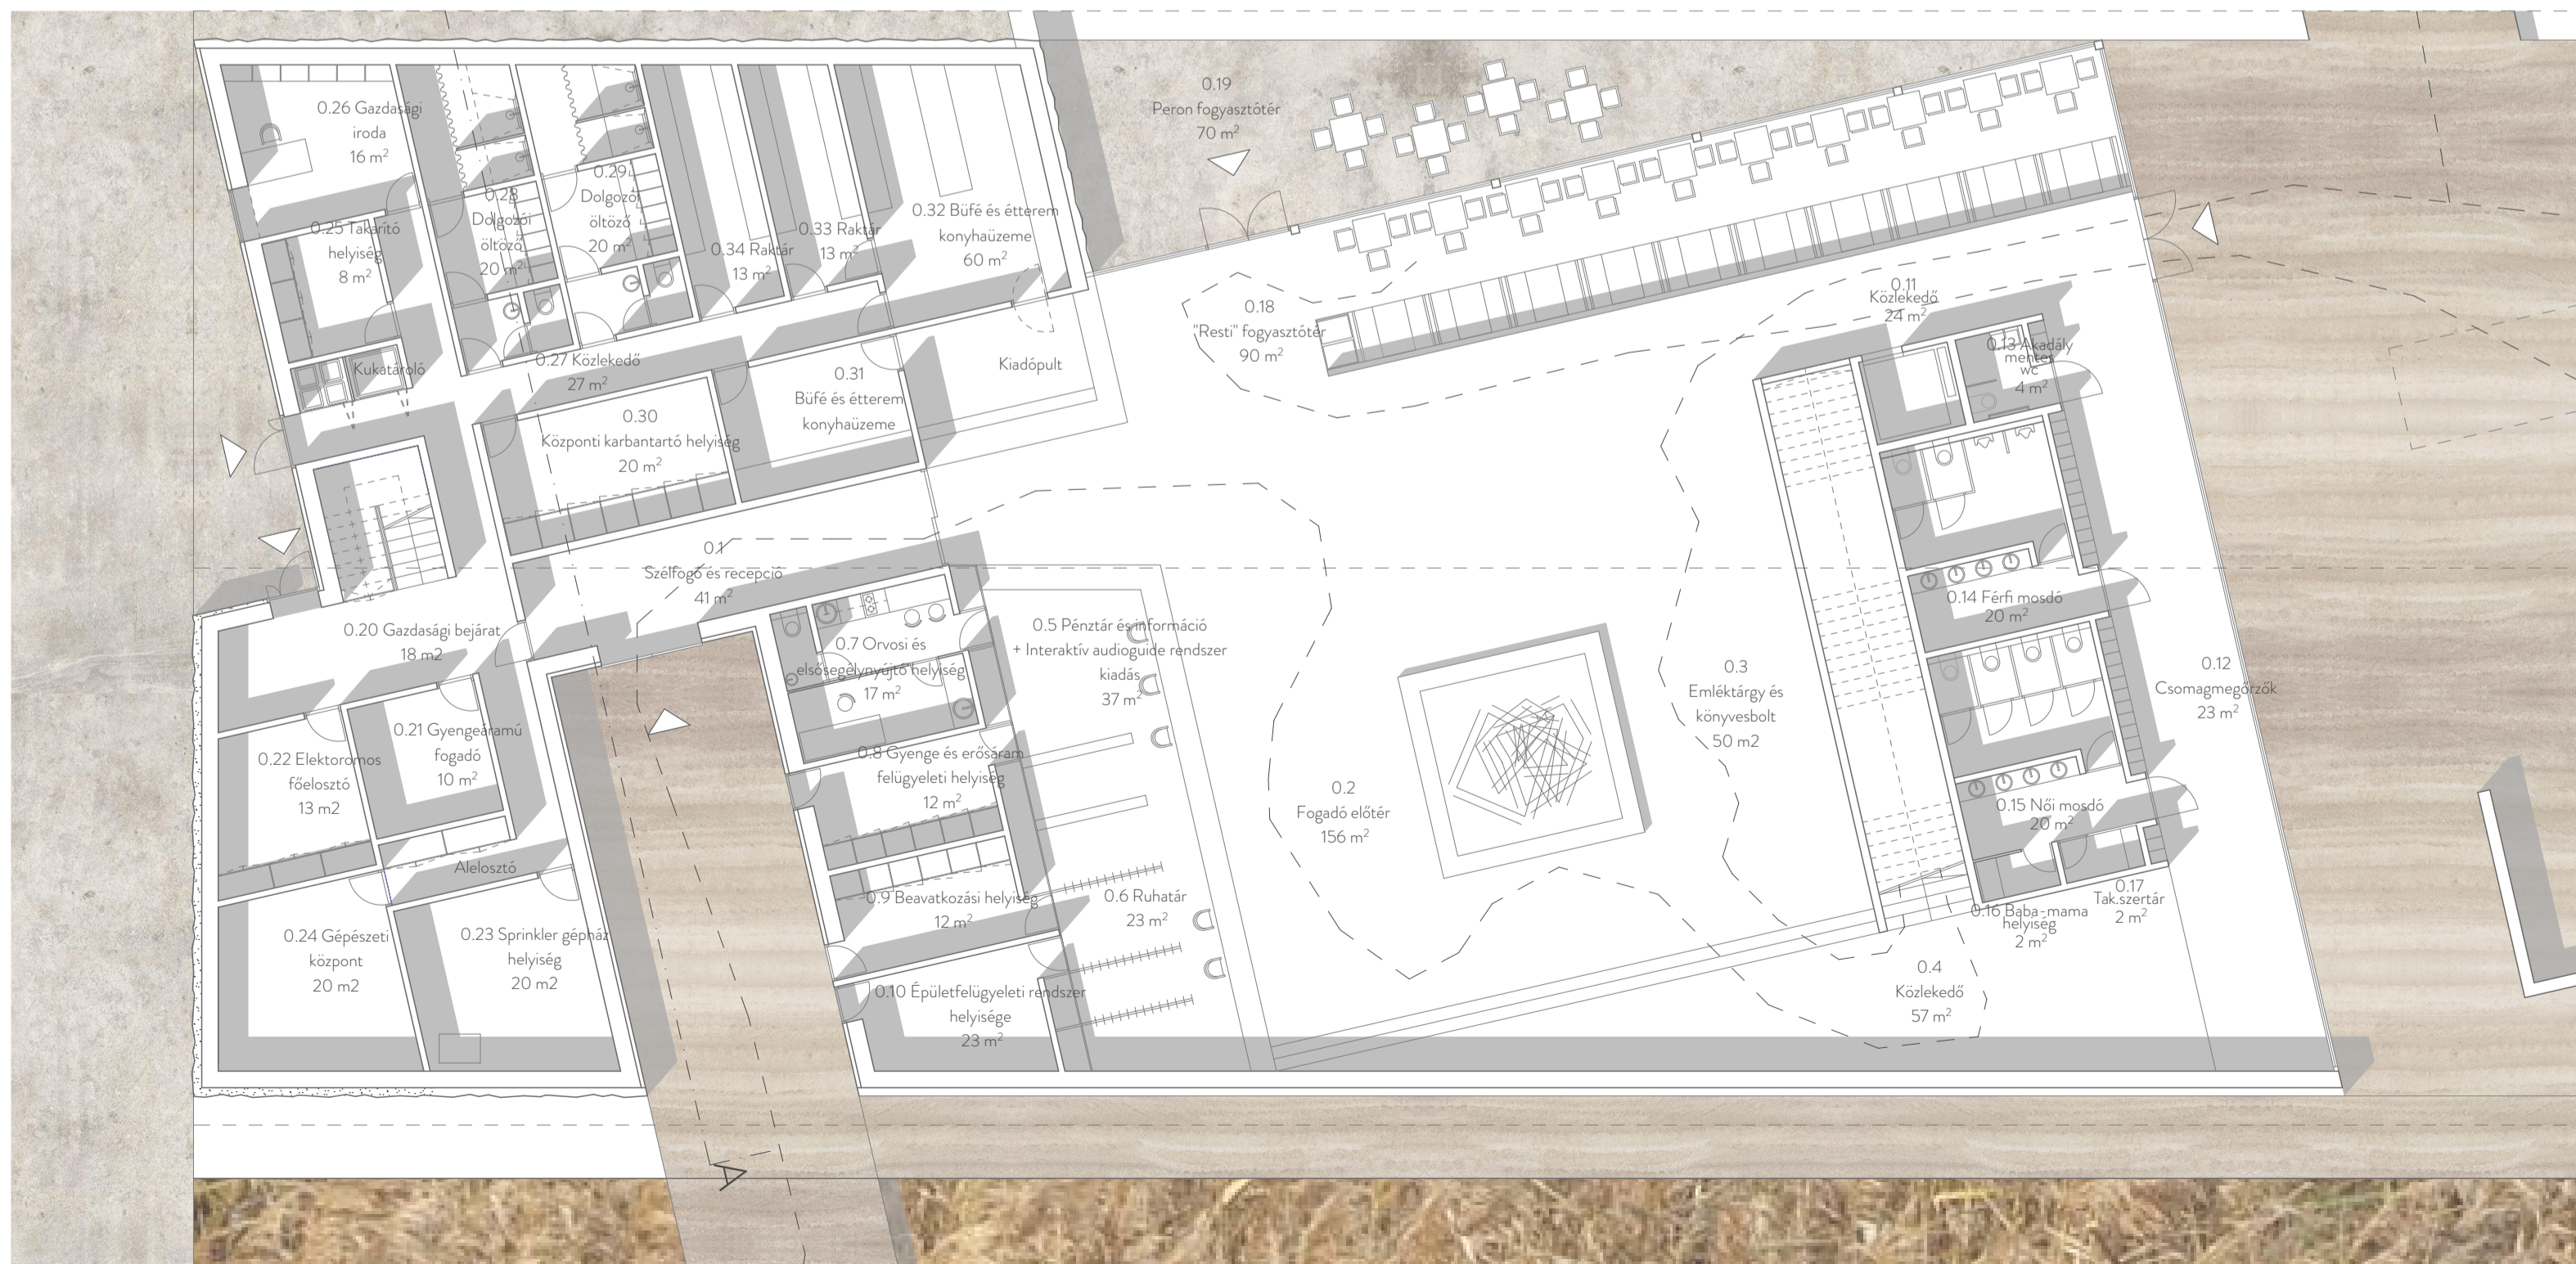 0.26 Gazdasági
iroda
16 m²
0.25 Takarító
helyiség
8 m²
Kukatároló
0.28
Dolgozói
öltöző
20 m²
0.29
Dolgozói
öltöző
20 m²
0.34 Raktár
13 m²
0.33 Raktár
13 m²
0.32 Büfé és étterem
konyhaüzeme
60 m²
0.27 Közlekedő
27 m²
0.30
Központi karbantartó helyiség
20 m²
0.31
Büfé és étterem
konyhaüzeme
Kiadópult
0.19
Peron fogyasztótér
70 m²
0.18
"Resti" fogyasztótér
90 m²
0.11
Közlekedő
24 m²
0.13 Akadály
mentes
wc
4 m²
0.1
Szélfogó és recepció
41 m²
0.20 Gazdasági bejárat
18 m2
0.22 Elektoromos
főelosztó
13 m2
0.21 Gyengeáramú
fogadó
10 m²
Alelosztó
0.24 Gépészeti
központ
20 m2
0.23 Sprinkler gépház
helyiség
20 m2
0.7 Orvosi és
elsősegélynyújtó helyiség
17 m²
0.5 Pénztár és információ
+ Interaktív audioguide rendszer
kiadás
37 m²
0.8 Gyenge és erősáram
felügyeleti helyiség
12 m²
0.9 Beavatkozási helyiség
12 m²
0.6 Ruhatár
23 m²
0.10 Épületfelügyeleti rendszer
helyisége
23 m²
0.2
Fogadó előtér
156 m²
0.3
Emléktárgy és
könyvesbolt
50 m2
0.14 Férfi mosdó
20 m²
0.12
Csomagmegőrzők
23 m²
0.15 Női mosdó
20 m²
0.17
Tak.szertár
2 m²
0.16 Baba-mama
helyiség
2 m²
0.4
Közlekedő
57 m²
A